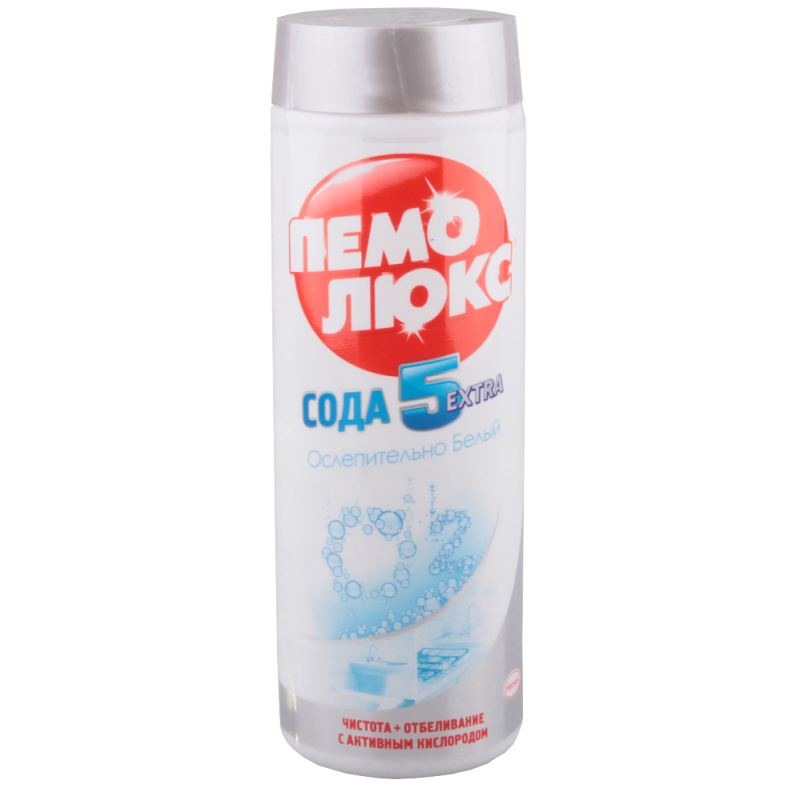 ПЕМО
ЛЮКС
СОДА 5 EXTRA
Ослепительно Белый
O2
ЧИСТОТА + ОТБЕЛИВАНИЕ
С АКТИВНЫМ КИСЛОРОДОМ